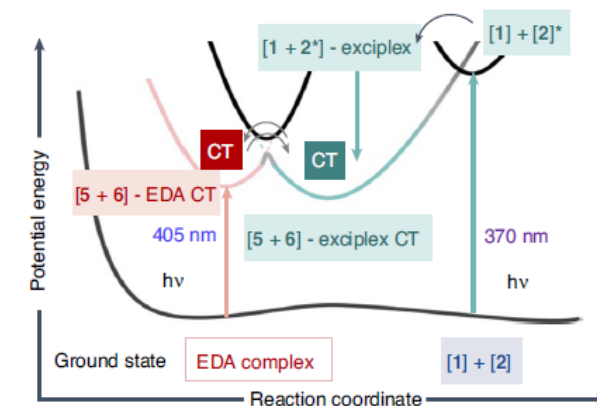 [1 + 2*] - exciplex
[1] + [2]*
CT
CT
[5 + 6] - EDA CT
405 nm
[5 + 6] - exciplex CT
370 nm
hν
hν
Potential energy
Ground state
EDA complex
[1] + [2]
Reaction coordinate